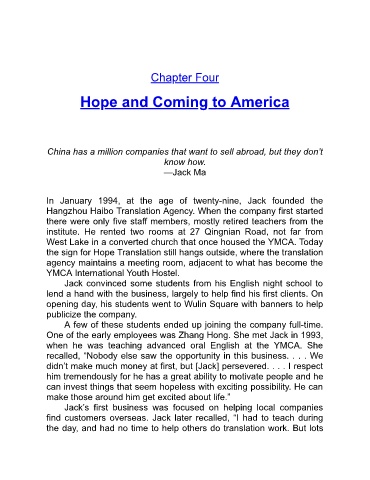 Chapter Four
Hope and Coming to America
China has a million companies that want to sell abroad, but they don't
know how.
—Jack Ma
In January 1994, at the age of twenty-nine, Jack founded the
Hangzhou Haibo Translation Agency. When the company first started
there were only five staff members, mostly retired teachers from the
institute. He rented two rooms at 27 Qingnian Road, not far from
West Lake in a converted church that once housed the YMCA. Today
the sign for Hope Translation still hangs outside, where the translation
agency maintains a meeting room, adjacent to what has become the
YMCA International Youth Hostel.
Jack convinced some students from his English night school to
lend a hand with the business, largely to help find his first clients. On
opening day, his students went to Wulin Square with banners to help
publicize the company.
A few of these students ended up joining the company full-time.
One of the early employees was Zhang Hong. She met Jack in 1993,
when he was teaching advanced oral English at the YMCA. She
recalled, “Nobody else saw the opportunity in this business. . . . We
didn’t make much money at first, but [Jack] persevered. . . . I respect
him tremendously for he has a great ability to motivate people and he
can invest things that seem hopeless with exciting possibility. He can
make those around him get excited about life.”
Jack’s first business was focused on helping local companies
find customers overseas. Jack later recalled, “I had to teach during
the day, and had no time to help others do translation work. But lots